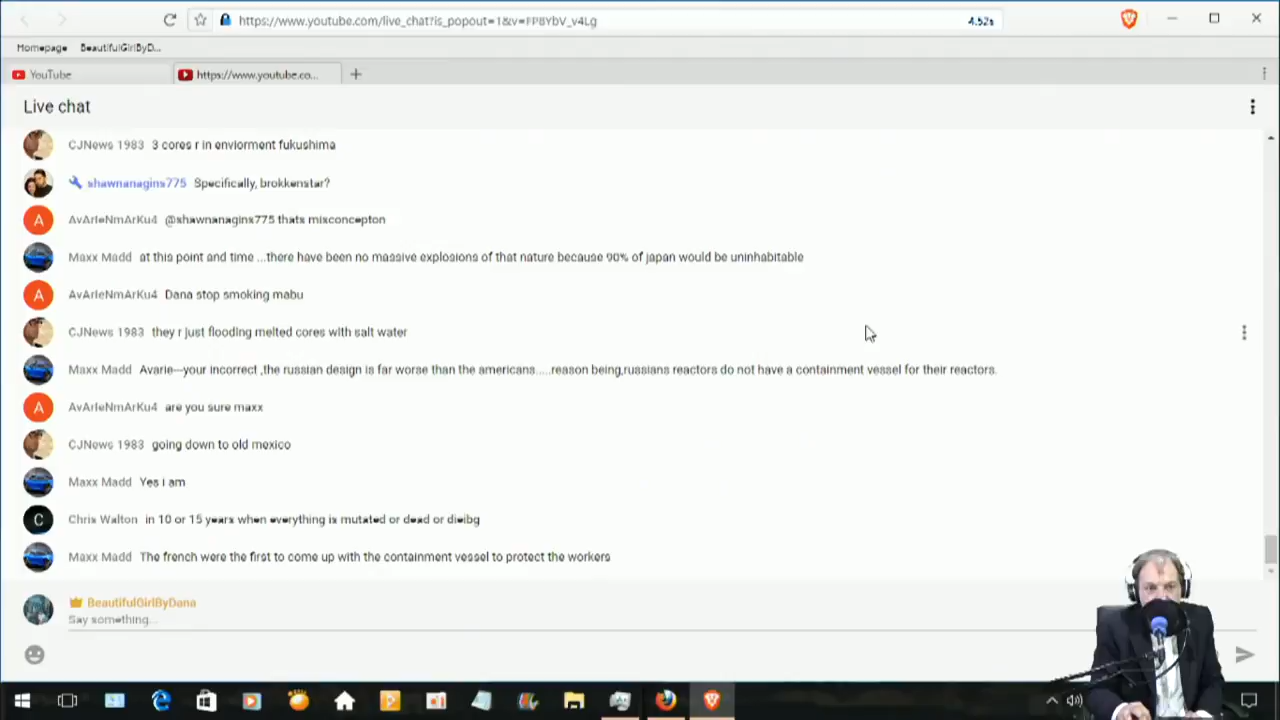 https://www.youtube.com/live_chat?is_popout=1&v=FP8YbV_v4Lg 4.52s
Homepage BeautifulGirlByD...
YouTube https://www.youtube.co...
Live chat
CJNews 1983 3 cores r in enviorment fukushima
shawnanagins775 Specifically, brokkenstar?
AvArIeNmArKu4 @shawnanagins775 thats misconcepton
Maxx Madd at this point and time ...there have been no massive explosions of that nature because 90% of japan would be uninhabitable
AvArIeNmArKu4 Dana stop smoking mabu
CJNews 1983 they r just flooding melted cores with salt water
Maxx Madd Avarie---your incorrect ,the russian design is far worse than the americans.....reason being,russians reactors do not have a containment vessel for their reactors.
AvArIeNmArKu4 are you sure maxx
CJNews 1983 going down to old mexico
Maxx Madd Yes i am
Chris Walton in 10 or 15 years when everything is mutated or dead or dieibg
Maxx Madd The french were the first to come up with the containment vessel to protect the workers
BeautifulGirlByDana
Say something...